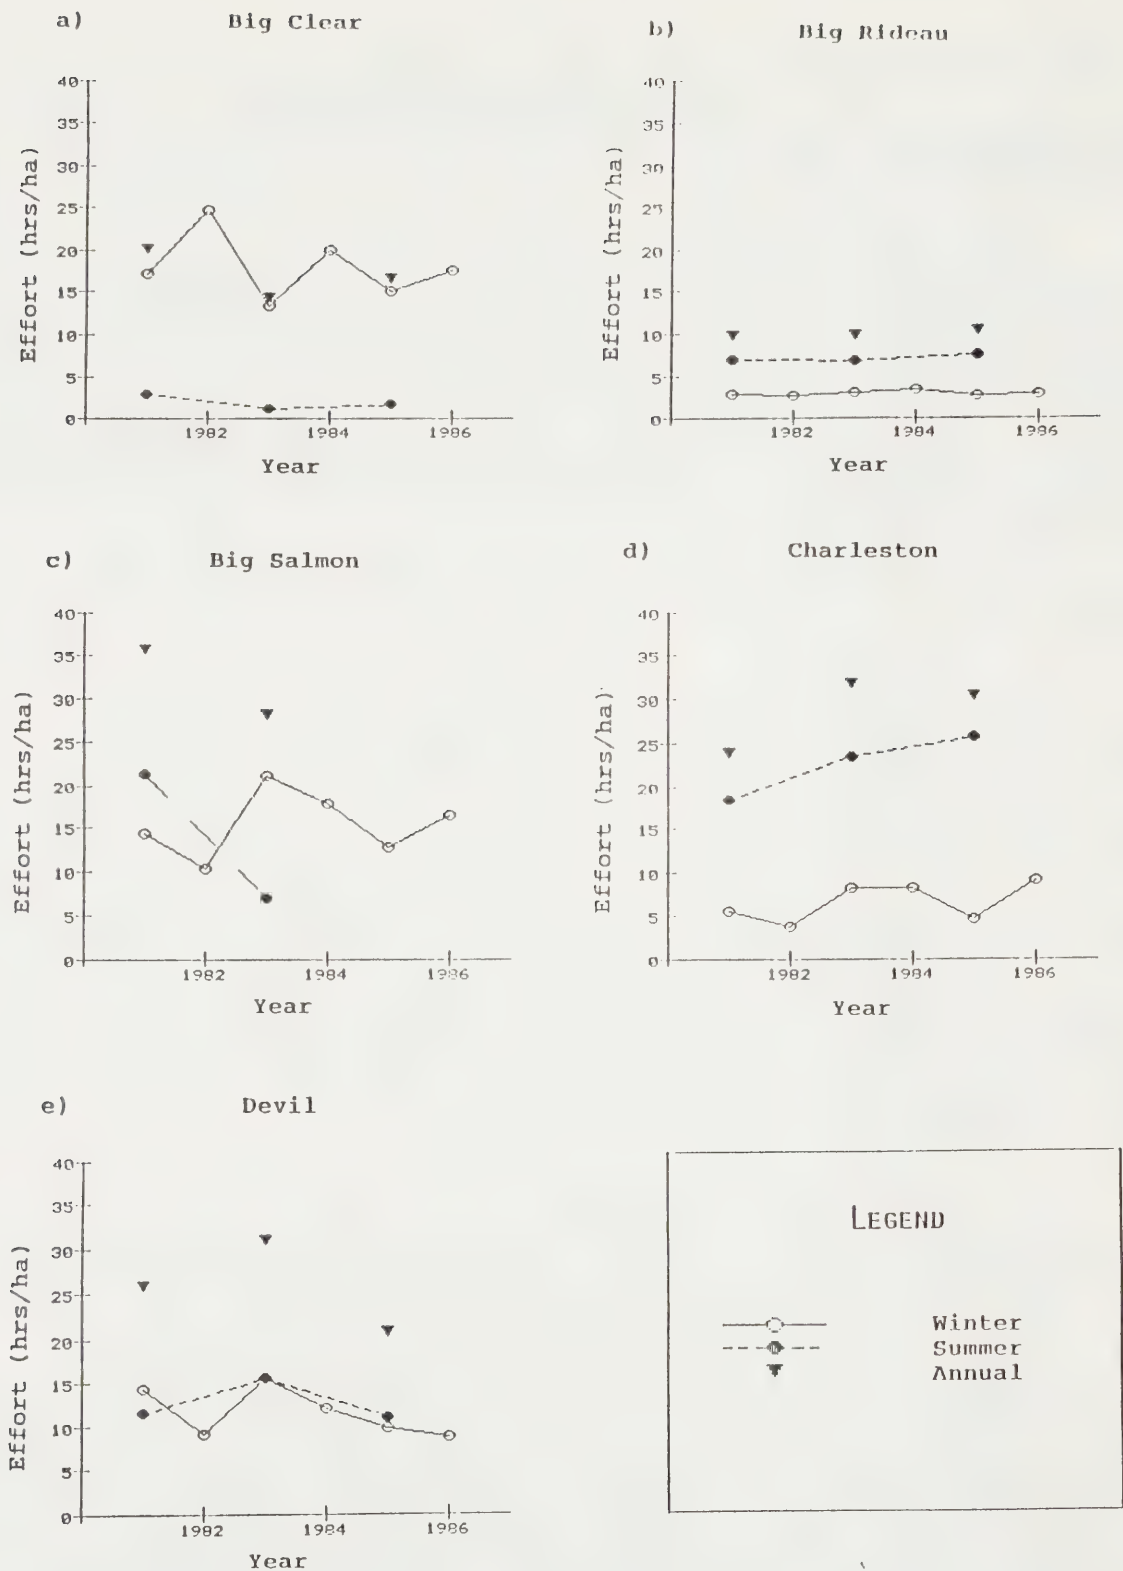 a) Big Clear
40
35
30
25
20
15
10
5
0
Effort (hrs/ha)
1982 1984 1986
Year
b) Big Rideau
40
35
30
25
20
15
10
5
0
Effort (hrs/ha)
1982 1984 1986
Year
c) Big Salmon
40
35
30
25
20
15
10
5
0
Effort (hrs/ha)
1982 1984 1986
Year
d) Charleston
40
35
30
25
20
15
10
5
0
Effort (hrs/ha)
1982 1984 1986
Year
e) Devil
40
35
30
25
20
15
10
5
0
Effort (hrs/ha)
1982 1984 1986
Year
LEGEND
Winter
Summer
Annual